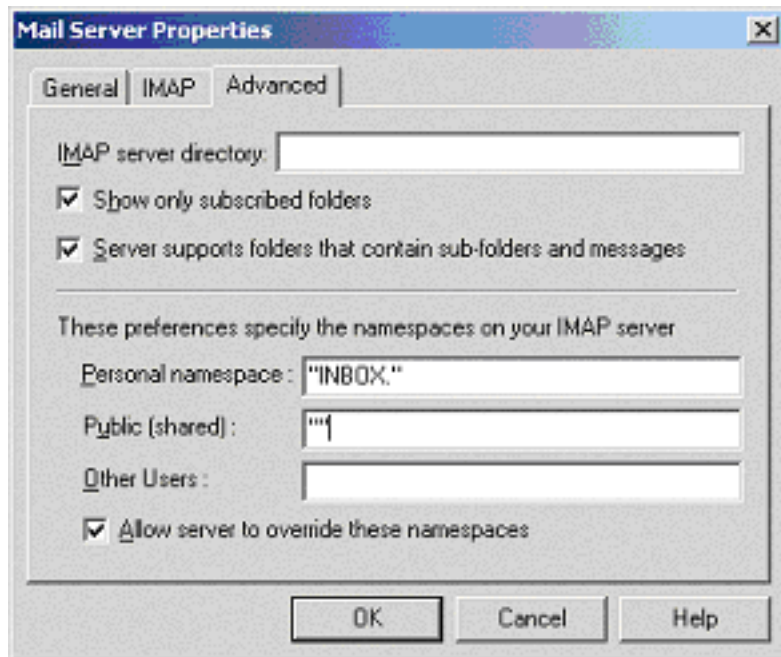 Mail Server Properties
General IMAP Advanced
IMAP server directory:
Show only subscribed folders
Server supports folders that contain sub-folders and messages
These preferences specify the namespaces on your IMAP server
Personal namespace : "INBOX."
Public (shared) : ""
Other Users :
Allow server to override these namespaces
OK Cancel Help